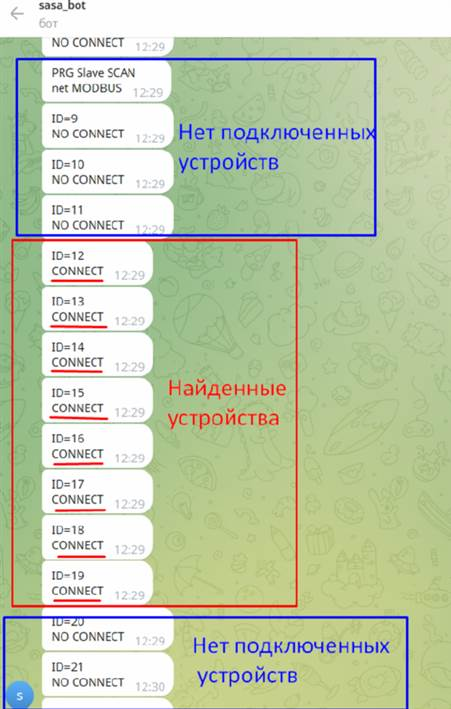 sasa_bot
бот
NO CONNECT 12:29
PRG Slave SCAN
net MODBUS 12:29
ID=9
NO CONNECT 12:29
Нет подключенных
устройств
ID=10
NO CONNECT 12:29
ID=11
NO CONNECT 12:29
ID=12
CONNECT 12:29
ID=13
CONNECT 12:29
ID=14
CONNECT 12:29
Найденные
устройства
ID=15
CONNECT 12:29
ID=16
CONNECT 12:29
ID=17
CONNECT 12:29
ID=18
CONNECT 12:29
ID=19
CONNECT 12:29
ID=20
NO CONNECT 12:29
Нет подключенных
устройств
ID=21
NO CONNECT 12:30
s